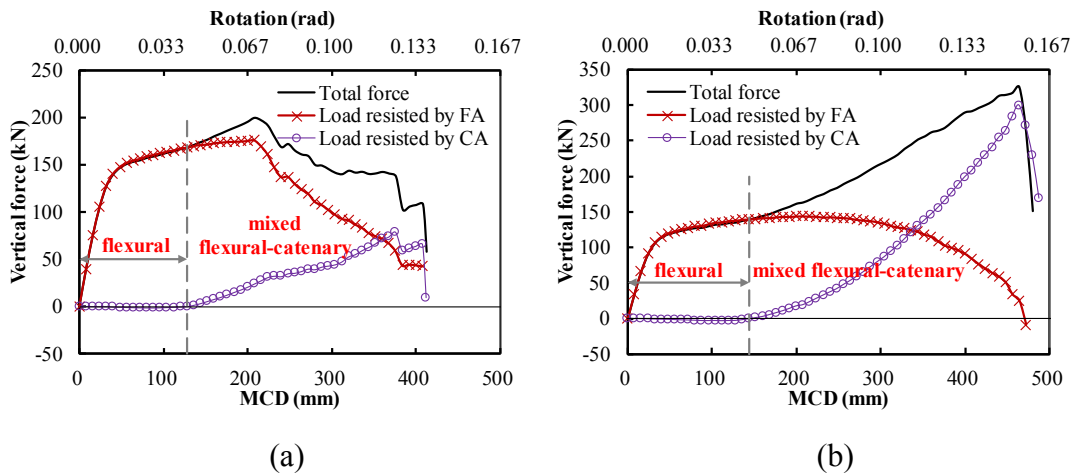 Rotation (rad)
0.000 0.033 0.067 0.100 0.133 0.167
250
200
150
100
50
0
-50
Vertical force (kN)
Total force
Load resisted by FA
Load resisted by CA
flexural
mixed
flexural-catenary
0 100 200 300 400 500
MCD (mm)
(a)
Rotation (rad)
0.000 0.033 0.067 0.100 0.133 0.167
350
300
250
200
150
100
50
0
-50
Vertical force (kN)
Total force
Load resisted by FA
Load resisted by CA
flexural
mixed flexural-catenary
0 100 200 300 400 500
MCD (mm)
(b)